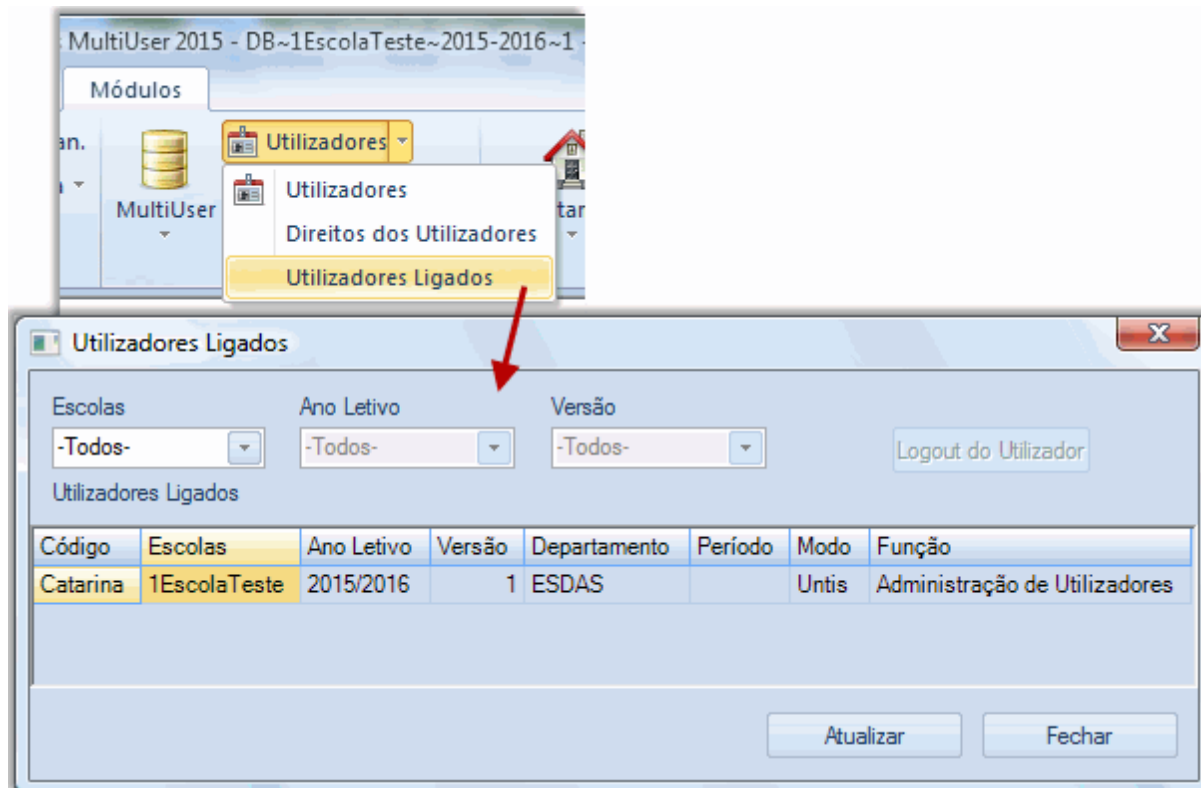 s MultiUser 2015 - DB~1EscolaTeste~2015-2016~1 -
Módulos
an.
Utilizadores
MultiUser
Utilizadores
tar
Direitos dos Utilizadores
Utilizadores Ligados
Utilizadores Ligados
Escolas Ano Letivo Versão
-Todos- -Todos- -Todos- Logout do Utilizador
Utilizadores Ligados
Código Escolas Ano Letivo Versão Departamento Período Modo Função
Catarina 1EscolaTeste 2015/2016 1 ESDAS Untis Administração de Utilizadores
Atualizar Fechar